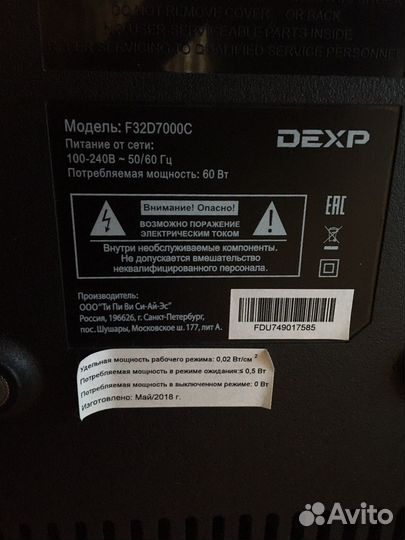 DO NOT REMOVE COVER OR RACK
NO USER SERVICEABLE PARTS INSIDE
REFER SERVICING TO QUALIFIED SERVICE PERSONNEL
Модель: F32D7000C
DEXP
Питание от сети:
100-240В ~ 50/60 Гц
Потребляемая мощность: 60 Вт
Внимание! Опасно!
ВОЗМОЖНО ПОРАЖЕНИЕ
ЭЛЕКТРИЧЕСКИМ ТОКОМ
Внутри необслуживаемые компоненты.
Не допускается вмешательство
неквалифицированного персонала.
EAC
Производитель:
ООО"Ти Пи Ви Си-Ай-Эс"
Россия, 196626, г. Санкт-Петербург,
пос. Шушары, Московское ш. 177, лит А.
FDU749017585
Удельная мощность рабочего режима: 0,02 Вт/см 2
Потребляемая мощность в режиме ожидания:≤ 0,5 Вт
Потребляемая мощность в выключенном режиме: 0 Вт
Изготовлено: Май/2018 г.
Avito